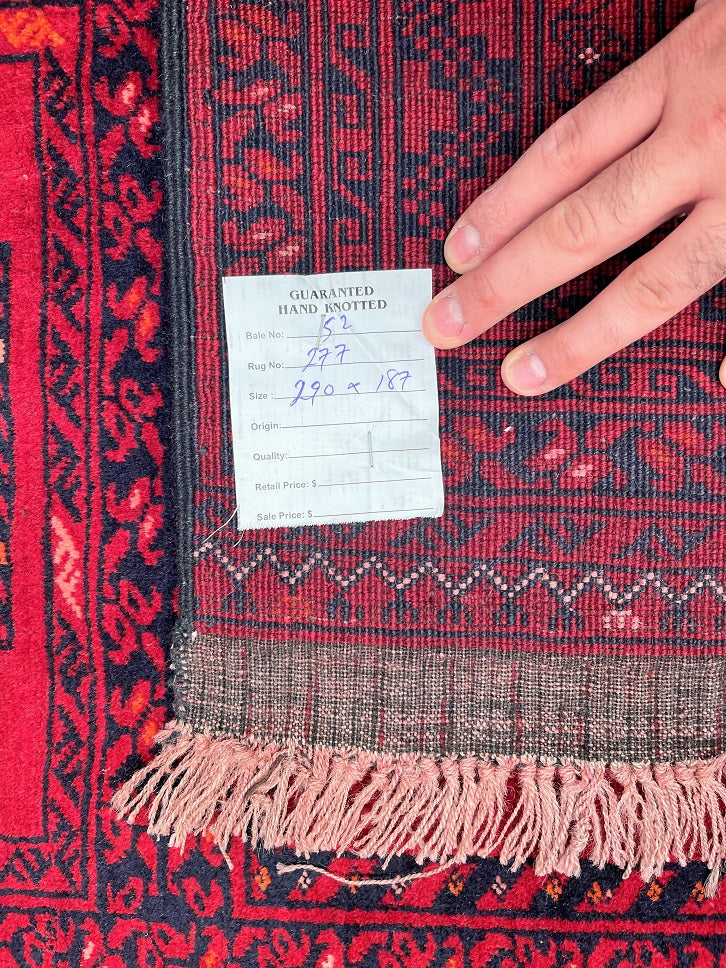 GUARANTED
HAND KNOTTED
Bale No: 52
Rug No: 277
Size : 290 x 187
Origin:
Quality:
Retail Price: $
Sale Price: $